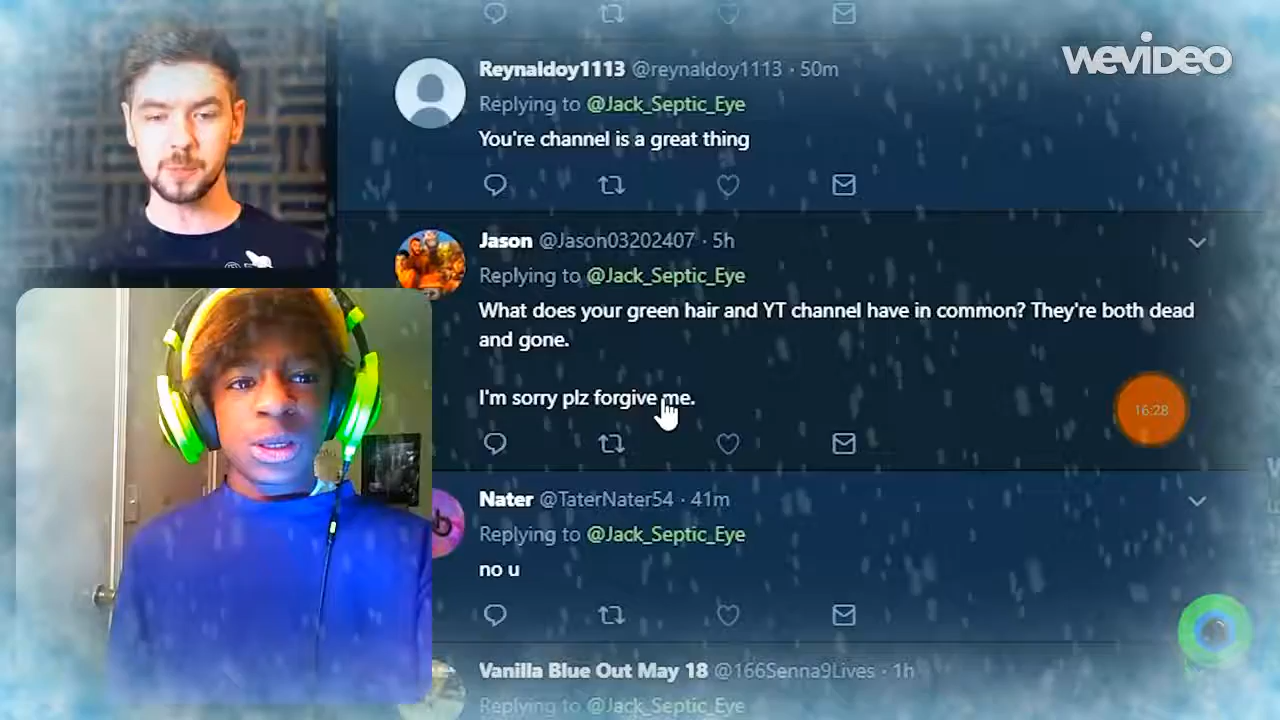 wevideo
Reynaldoy1113 @reynaldoy1113 · 50m
Replying to @Jack_Septic_Eye
You're channel is a great thing
Jason @Jason03202407 · 5h
Replying to @Jack_Septic_Eye
What does your green hair and YT channel have in common? They're both dead
and gone.
I'm sorry plz forgive me.
16:28
Nater @TaterNater54 · 41m
Replying to @Jack_Septic_Eye
no u
Vanilla Blue Out May 18 @166Senna9Lives · 1h
Replying to @Jack_Septic_Eye